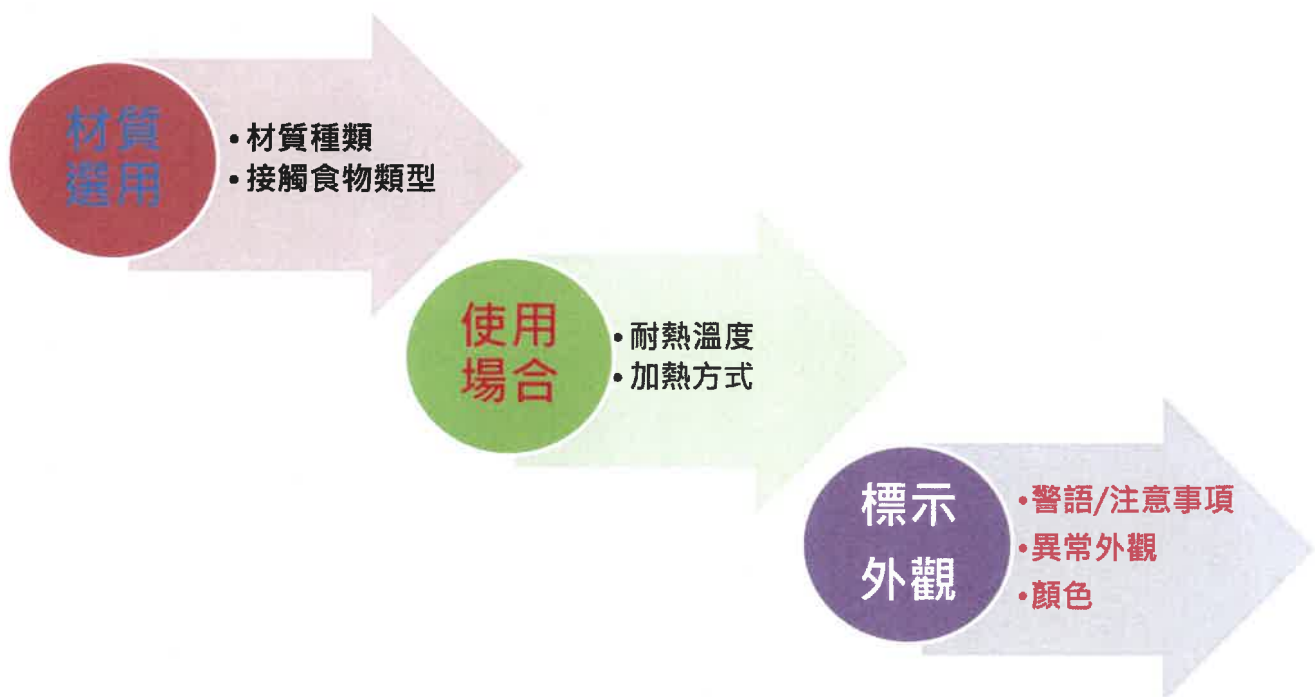 材質
選用
•材質種類
•接觸食物類型
使用
場合
•耐熱溫度
•加熱方式
標示
外觀
•警語/注意事項
•異常外觀
•顏色